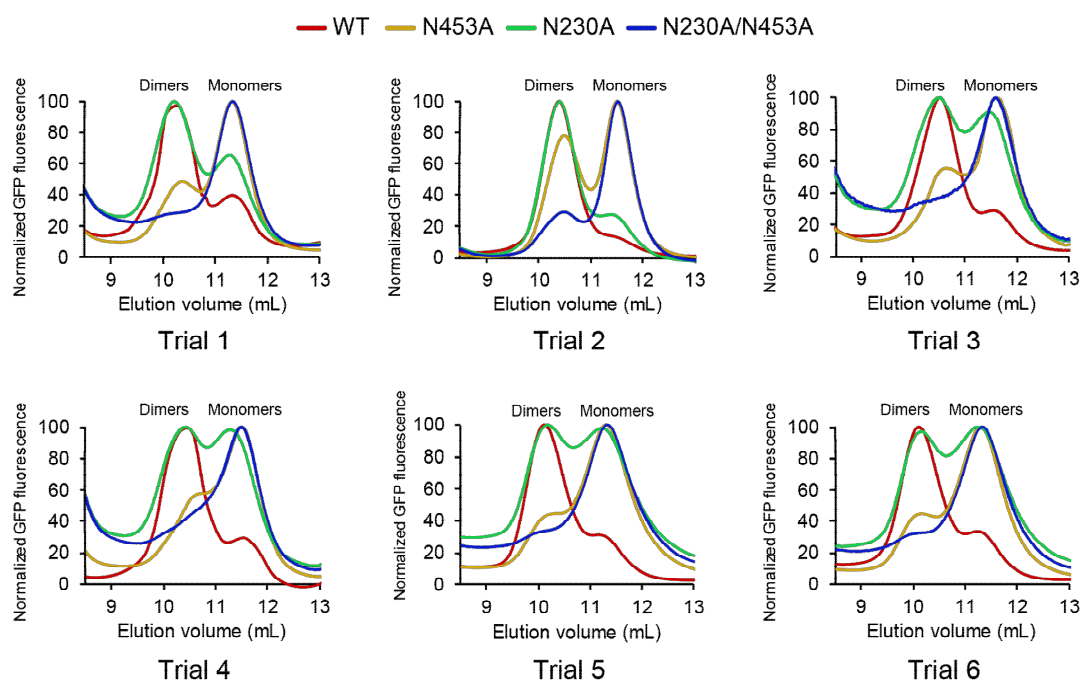 WT N453A N230A N230A/N453A
Dimers Monomers
Normalized GFP fluorescence
100
80
60
40
20
0
9 10 11 12 13
Elution volume (mL)
Trial 1
Dimers Monomers
Normalized GFP fluorescence
100
80
60
40
20
0
9 10 11 12 13
Elution volume (mL)
Trial 2
Dimers Monomers
Normalized GFP fluorescence
100
80
60
40
20
0
9 10 11 12 13
Elution volume (mL)
Trial 3
Dimers Monomers
Normalized GFP fluorescence
100
80
60
40
20
0
9 10 11 12 13
Elution volume (mL)
Trial 4
Dimers Monomers
Normalized GFP fluorescence
100
80
60
40
20
0
9 10 11 12 13
Elution volume (mL)
Trial 5
Dimers Monomers
Normalized GFP fluorescence
100
80
60
40
20
0
9 10 11 12 13
Elution volume (mL)
Trial 6